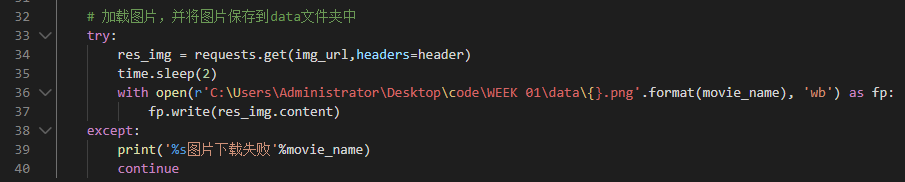 32 # 加载图片，并将图片保存到data文件夹中
33 try:
34 res_img = requests.get(img_url,headers=header)
35 time.sleep(2)
36 with open(r'C:\Users\Administrator\Desktop\code\WEEK 01\data\{}.png'.format(movie_name), 'wb') as fp:
37 fp.write(res_img.content)
38 except:
39 print('%s图片下载失败'%movie_name)
40 continue